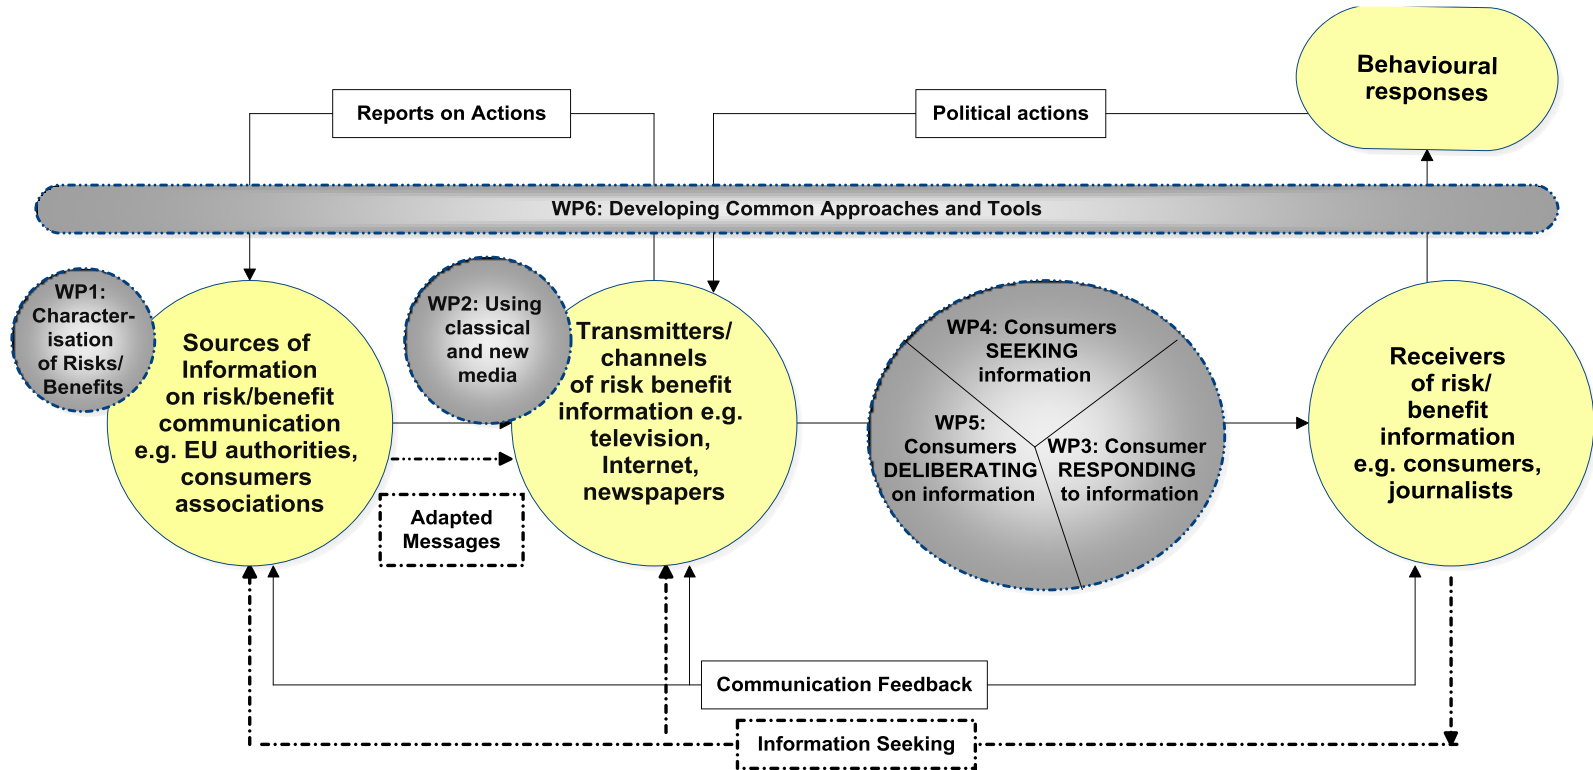 Behavioural
responses
Reports on Actions
Political actions
WP6: Developing Common Approaches and Tools
WP1:
Character-
isation
of Risks/
Benefits
Sources of
Information
on risk/benefit
communication
e.g. EU authorities,
consumers
associations
WP2: Using
classical
and new
media
Transmitters/
channels
of risk benefit
information e.g.
television,
Internet,
newspapers
WP4: Consumers
SEEKING
information
WP5:
Consumers
DELIBERATING
on information
WP3: Consumer
RESPONDING
to information
Receivers
of risk/
benefit
information
e.g. consumers,
journalists
Adapted
Messages
Communication Feedback
Information Seeking